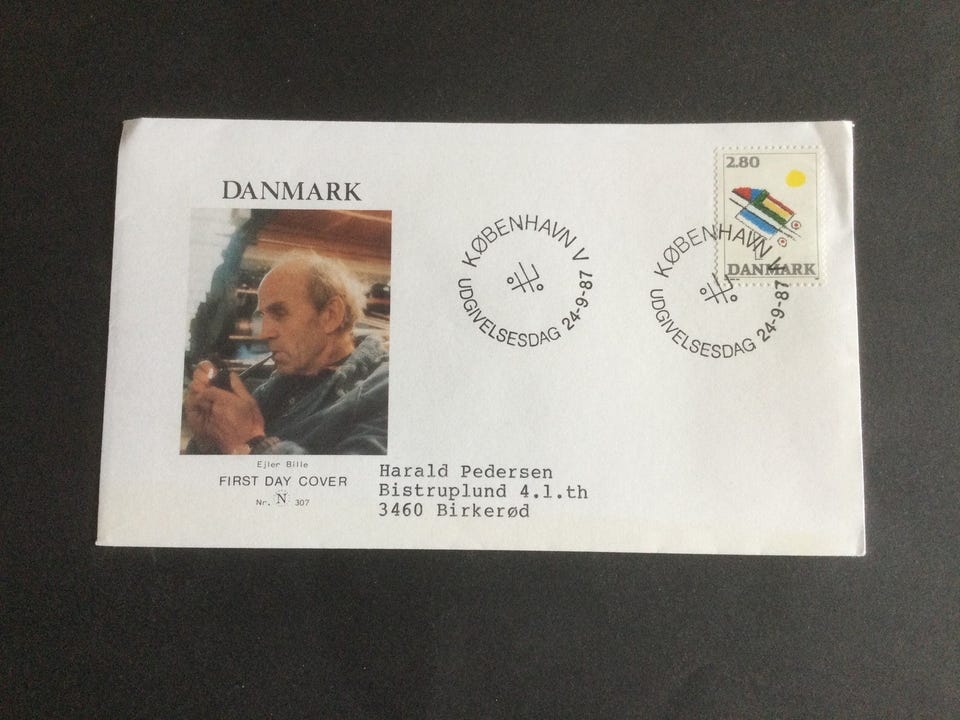 DANMARK
Ejler Bille
FIRST DAY COVER
Nr. N 307
KØBENHAVN V
UDGIVELSESDAG 24-9-87
KØBENHAVN V
UDGIVELSESDAG 24-9-87
2.80
DANMARK
Harald Pedersen
Bistruplund 4.1.th
3460 Birkerød